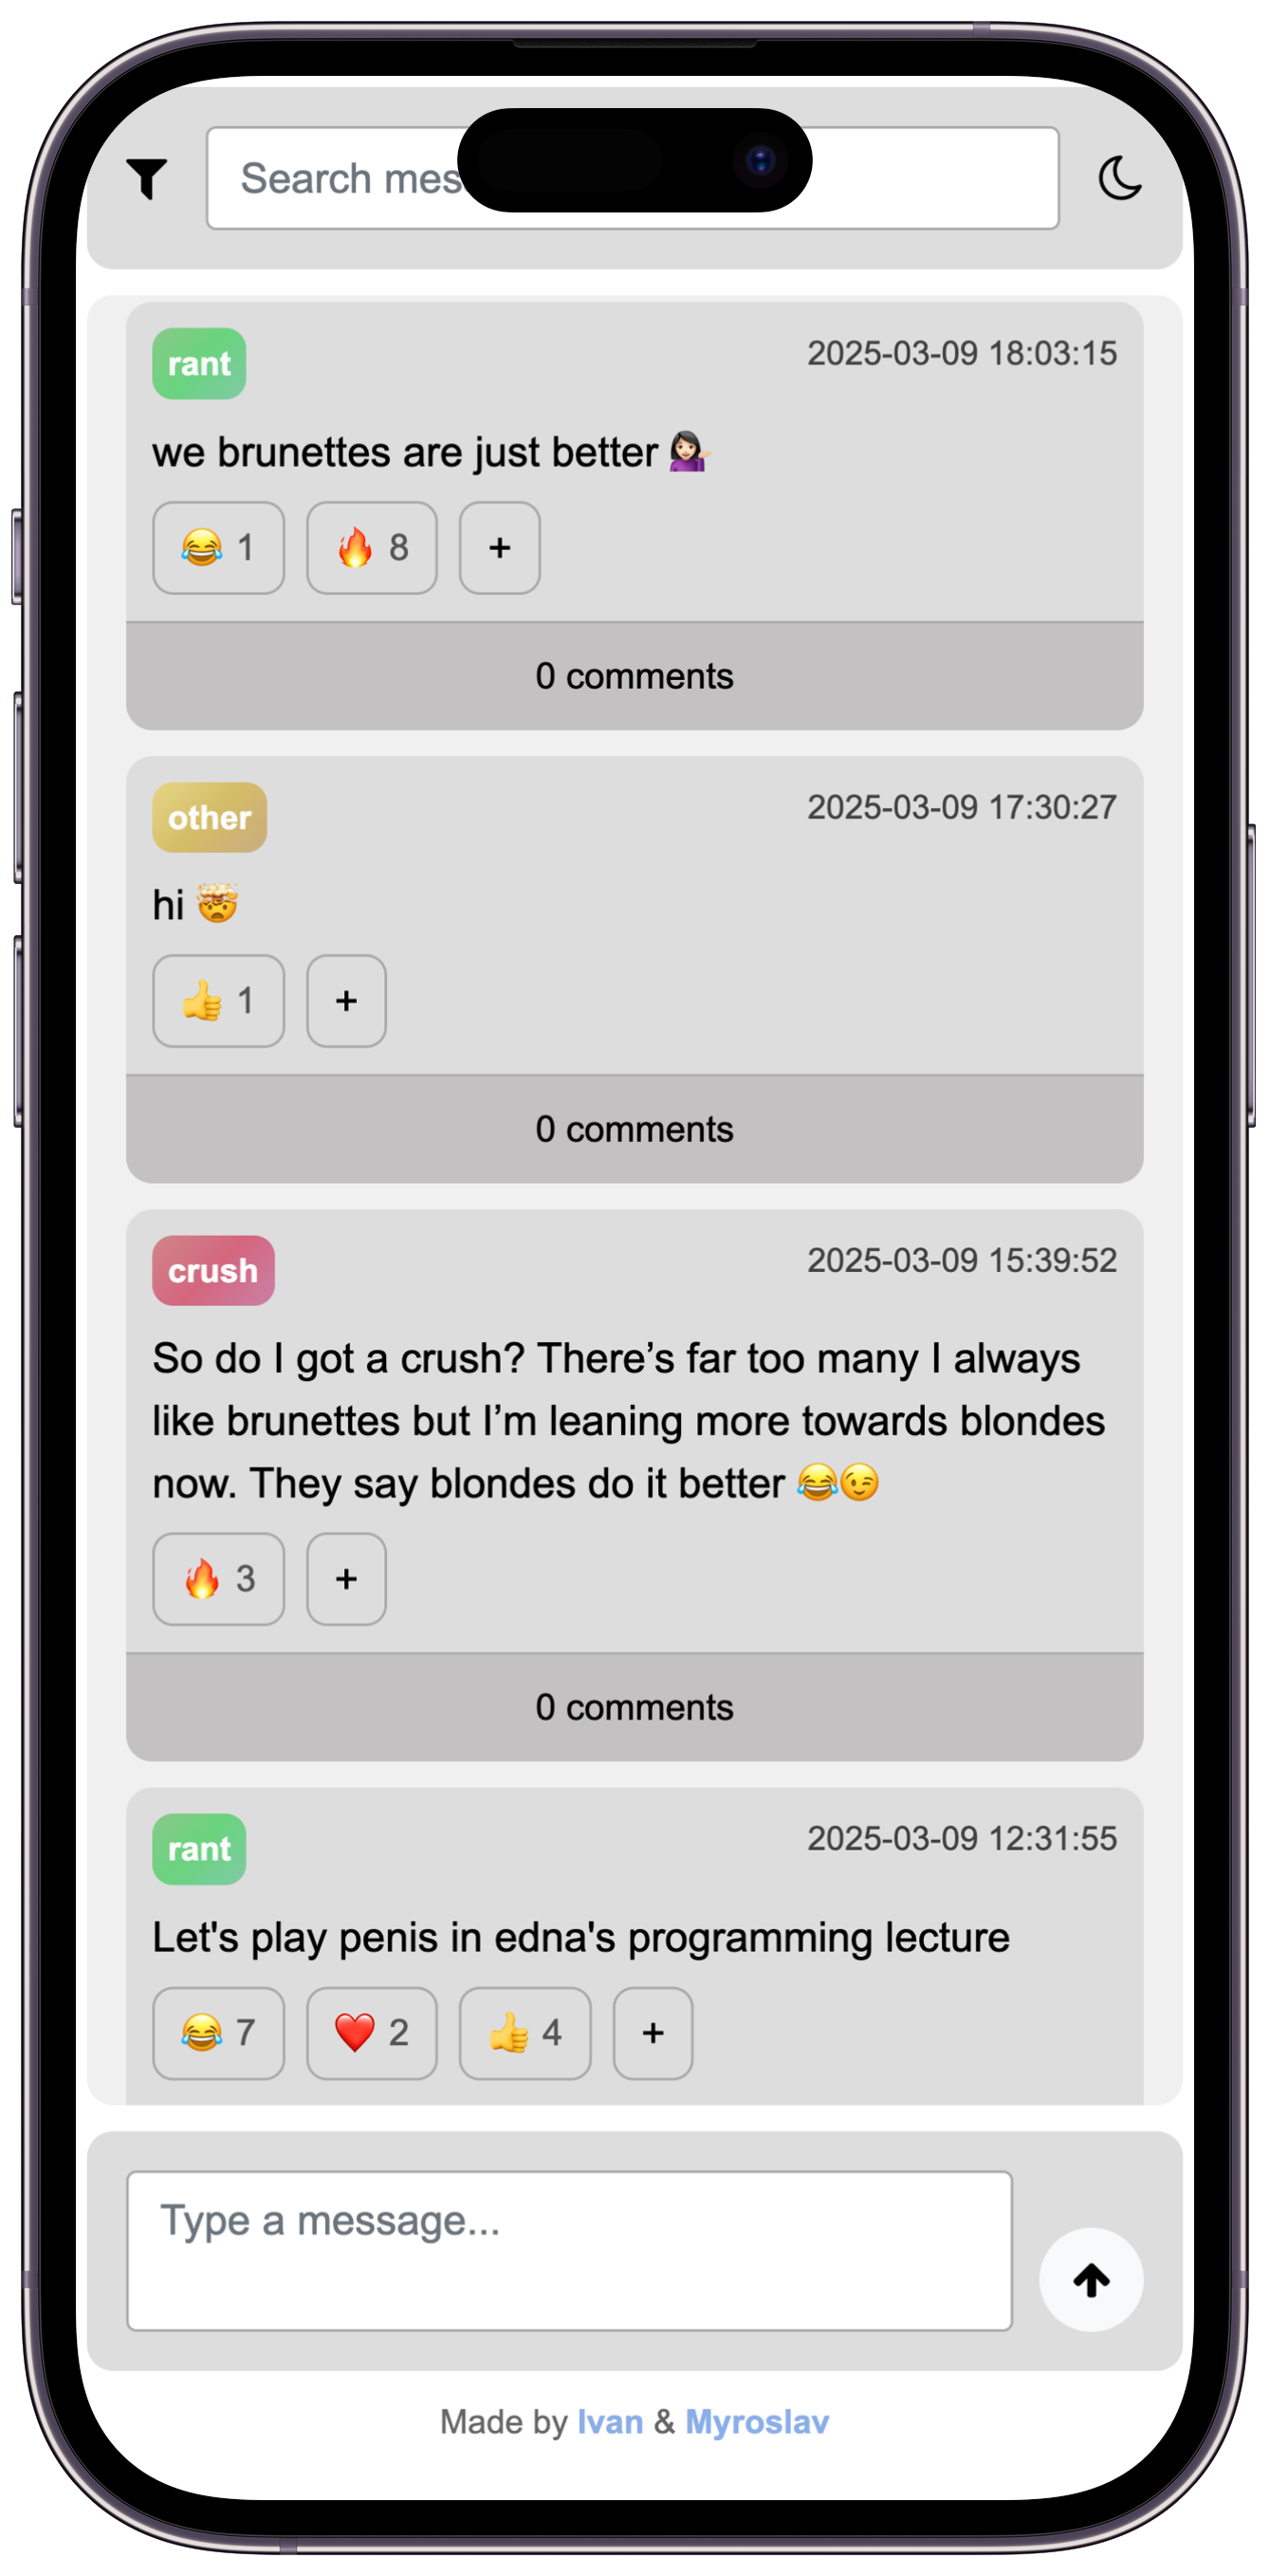 Search mes
rant
2025-03-09 18:03:15
we brunettes are just better 💁🏻‍♀️
😂 1 🔥 8 +
0 comments
other
2025-03-09 17:30:27
hi 🤯
👍 1 +
0 comments
crush
2025-03-09 15:39:52
So do I got a crush? There’s far too many I always
like brunettes but I’m leaning more towards blondes
now. They say blondes do it better 😂😉
🔥 3 +
0 comments
rant
2025-03-09 12:31:55
Let's play penis in edna's programming lecture
😂 7 ❤️ 2 👍 4 +
Type a message...
Made by Ivan & Myroslav